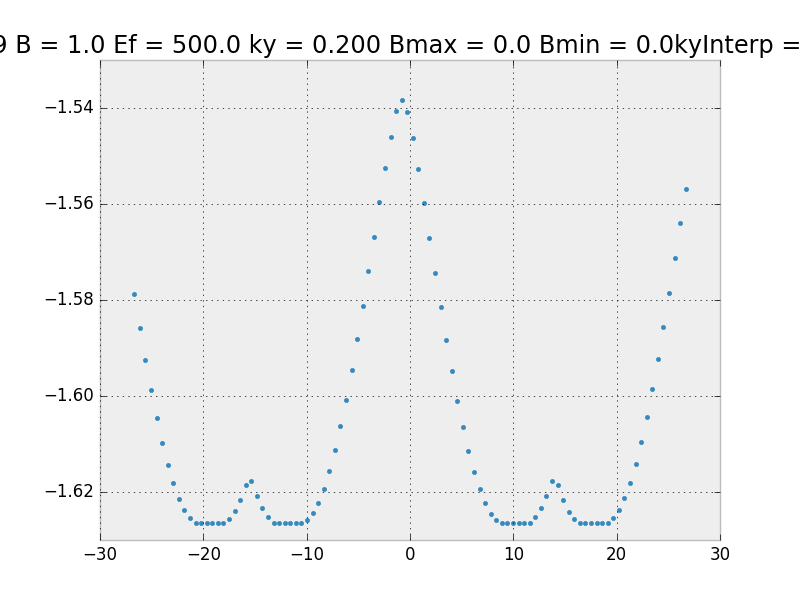 9 B = 1.0 Ef = 500.0 ky = 0.200 Bmax = 0.0 Bmin = 0.0kyInterp =
−1.54
−1.56
−1.58
−1.60
−1.62
−30 −20 −10 0 10 20 30